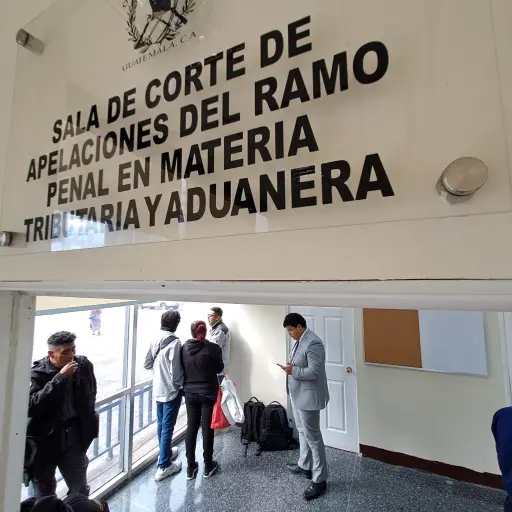 GUATEMALA, C.A.
SALA DE CORTE DE
APELACIONES DEL RAMO
PENAL EN MATERIA
TRIBUTARIA Y ADUANERA